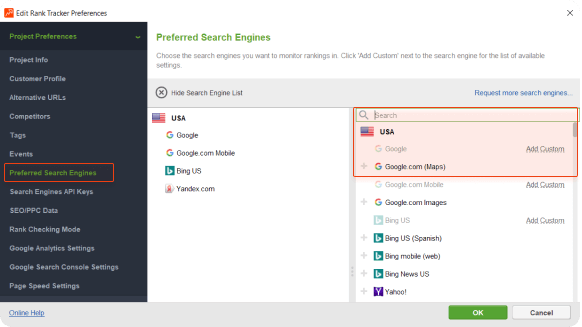 Edit Rank Tracker Preferences
Project Preferences
Project Info
Customer Profile
Alternative URLs
Competitors
Tags
Events
Preferred Search Engines
Search Engines API Keys
SEO/PPC Data
Rank Checking Mode
Google Analytics Settings
Google Search Console Settings
Page Speed Settings
Preferred Search Engines
Choose the search engines you want to monitor rankings in. Click 'Add Custom' next to the search engine for the list of available
settings.
Hide Search Engine List
Request more search engines...
USA
Google
Google.com Mobile
Bing US
Yandex.com
Search
USA
Google Add Custom
Google.com (Maps)
Google.com Mobile Add Custom
Google.com Images
Bing US Add Custom
Bing US (Spanish)
Bing mobile (web)
Bing News US
Yahoo!
Online Help
OK
Cancel